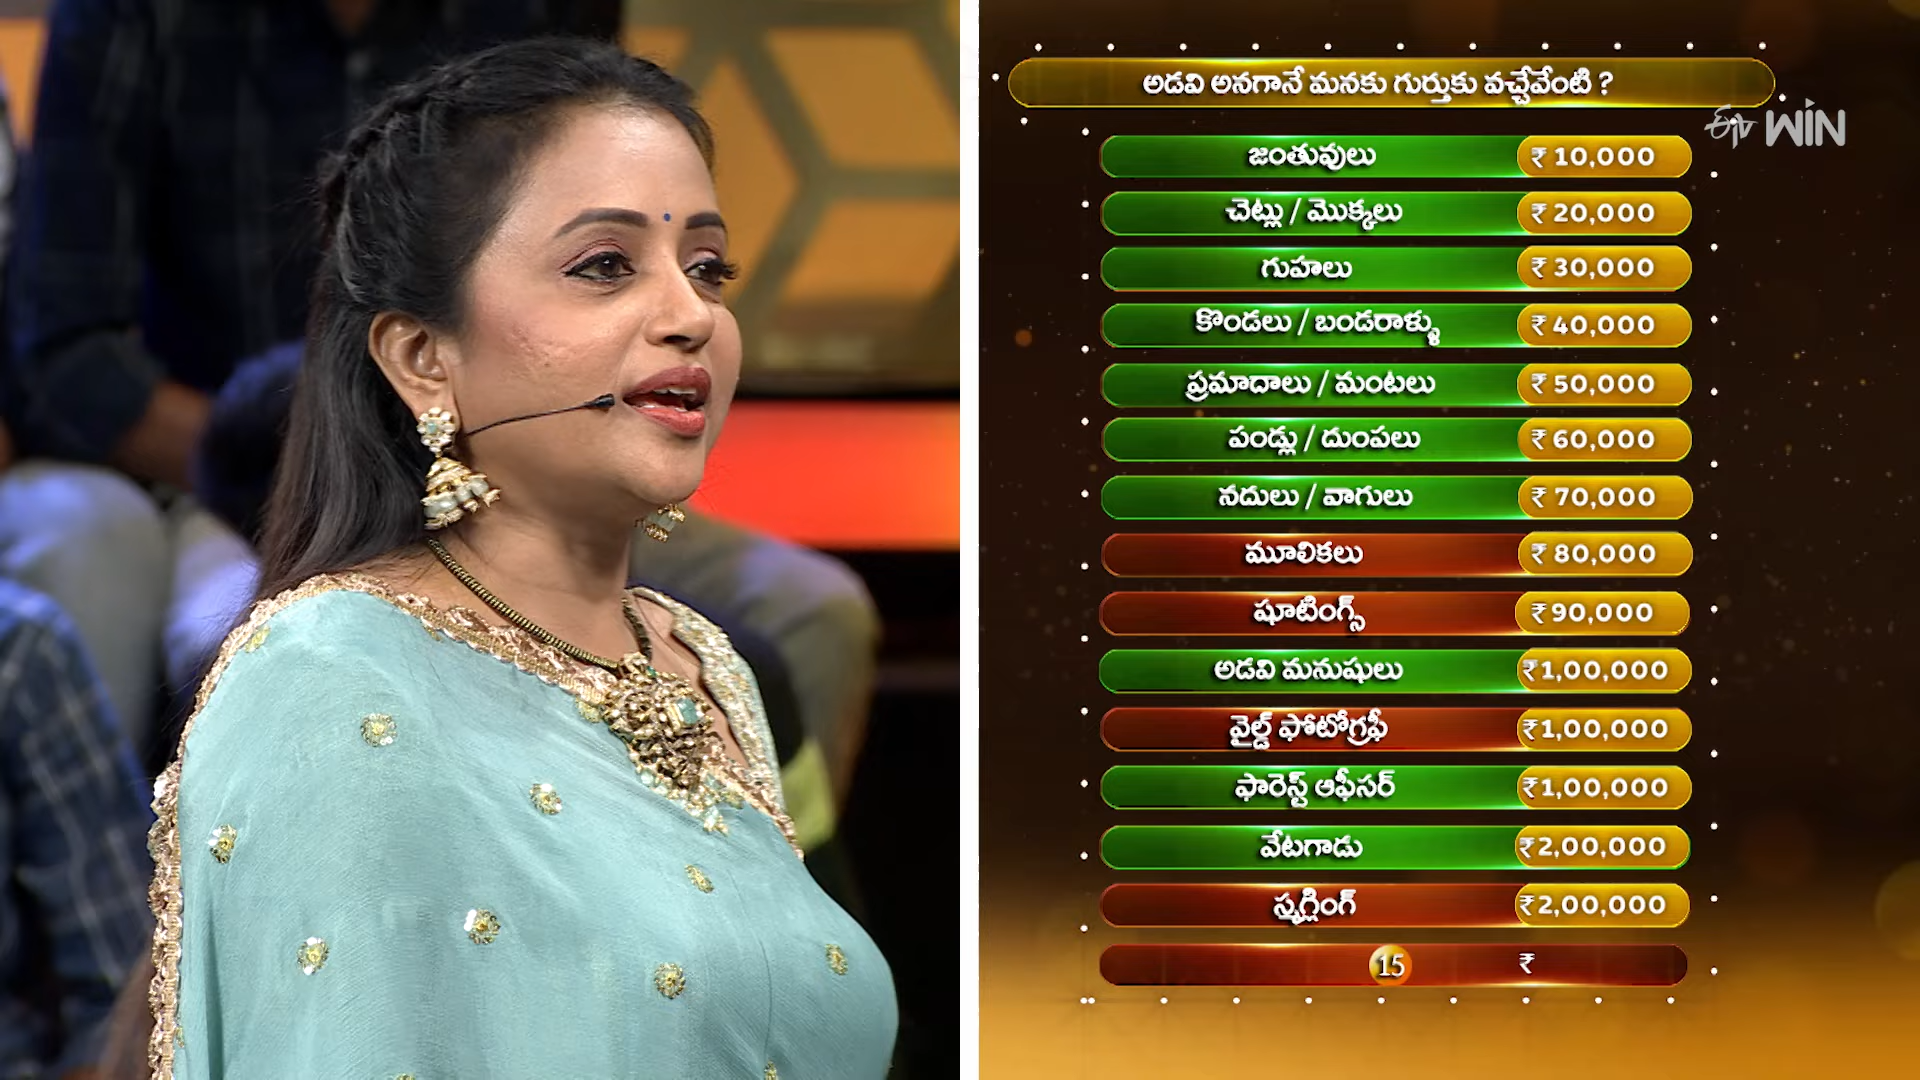 అడవి అనగానే మనకు గుర్తుకు వచ్చేవేంటి ?
ఈటీవీ WIN
జంతువులు ₹ 10,000
చెట్లు / మొక్కలు ₹ 20,000
గుహలు ₹ 30,000
కొండలు / బండరాళ్ళు ₹ 40,000
ప్రమాదాలు / మంటలు ₹ 50,000
పండ్లు / దుంపలు ₹ 60,000
నదులు / వాగులు ₹ 70,000
మూలికలు ₹ 80,000
షూటింగ్స్ ₹ 90,000
అడవి మనుషులు ₹1,00,000
వైల్డ్ ఫోటోగ్రఫీ ₹1,00,000
ఫారెస్ట్ ఆఫీసర్ ₹1,00,000
వేటగాడు ₹2,00,000
స్మగ్లింగ్ ₹2,00,000
15 ₹